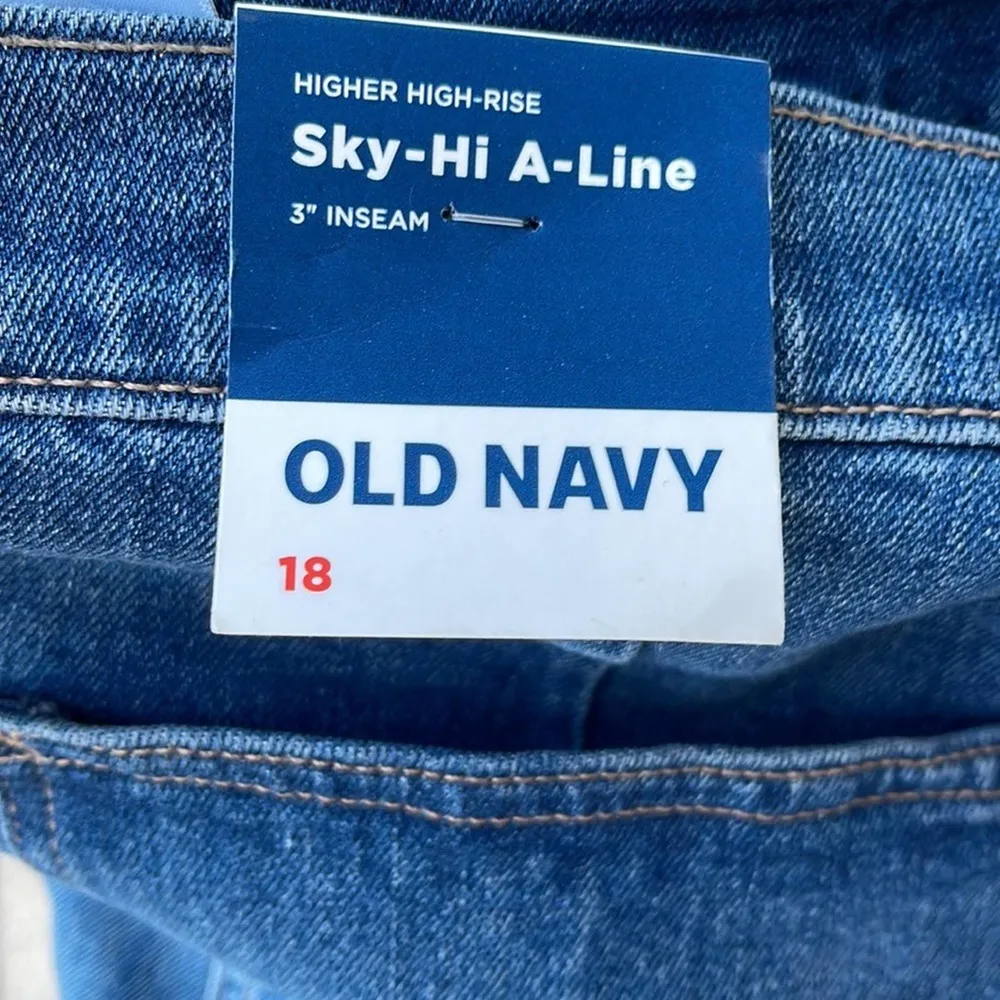 HIGHER HIGH-RISE
Sky-Hi A-Line
3" INSEAM
OLD NAVY
18